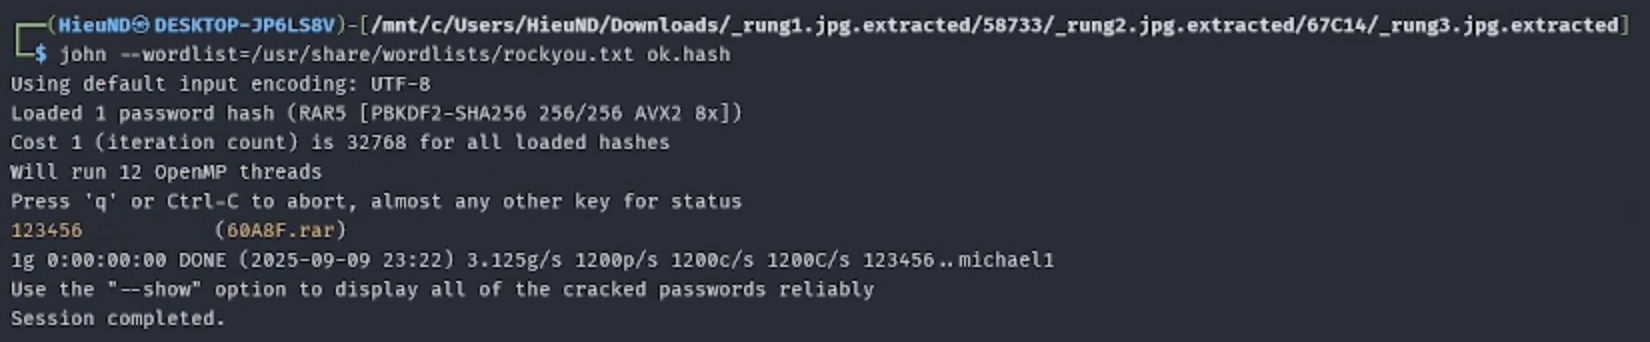 ┌──(HieuND㉿DESKTOP-JP6LS8V)-[/mnt/c/Users/HieuND/Downloads/_rung1.jpg.extracted/58733/_rung2.jpg.extracted/67C14/_rung3.jpg.extracted]
└─$ john --wordlist=/usr/share/wordlists/rockyou.txt ok.hash
Using default input encoding: UTF-8
Loaded 1 password hash (RAR5 [PBKDF2-SHA256 256/256 AVX2 8x])
Cost 1 (iteration count) is 32768 for all loaded hashes
Will run 12 OpenMP threads
Press 'q' or Ctrl-C to abort, almost any other key for status
123456           (60A8F.rar)
1g 0:00:00:00 DONE (2025-09-09 23:22) 3.125g/s 1200p/s 1200c/s 1200C/s 123456..michael1
Use the "--show" option to display all of the cracked passwords reliably
Session completed.